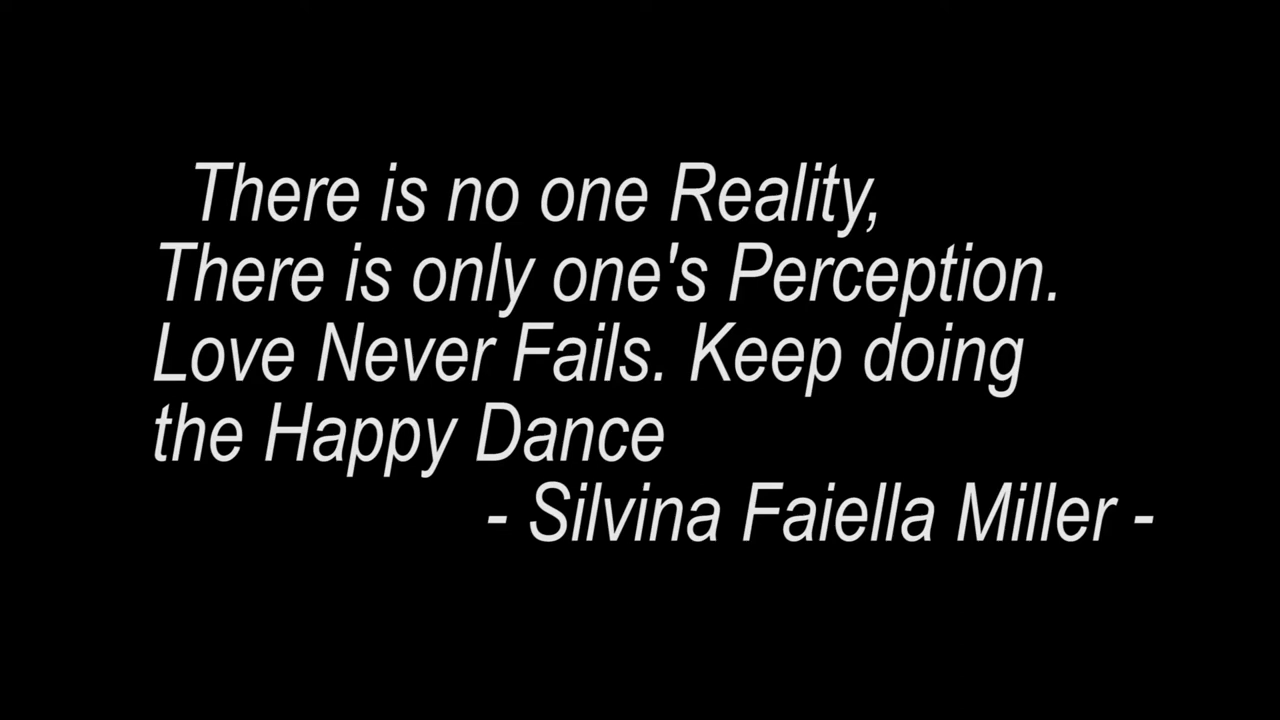 There is no one Reality,
There is only one's Perception.
Love Never Fails. Keep doing
the Happy Dance
- Silvina Faiella Miller -